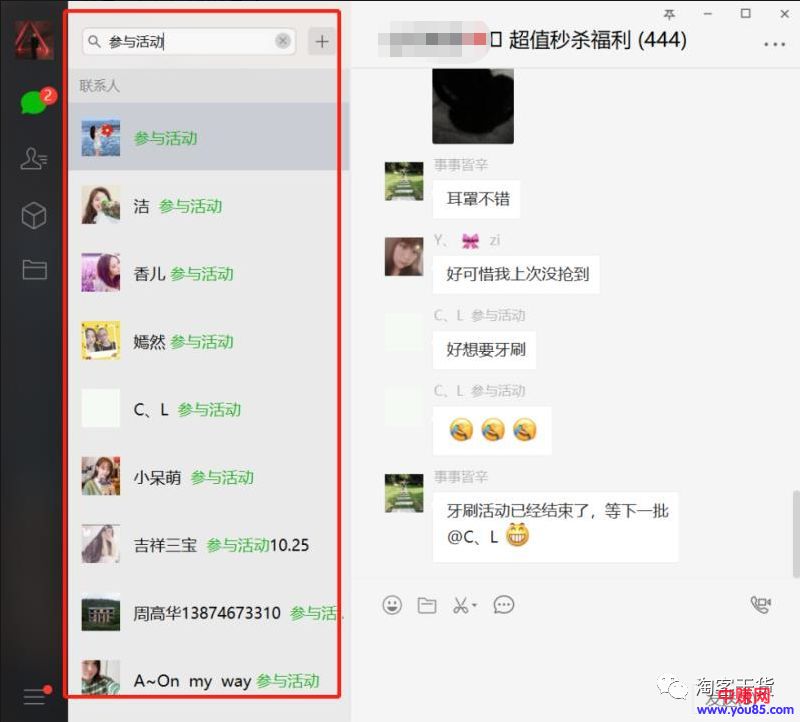 参与活动
联系人
参与活动
洁 参与活动
香儿 参与活动
嫣然 参与活动
C、L 参与活动
小呆萌 参与活动
吉祥三宝 参与活动10.25
周高华13874673310 参与活
A~On my way 参与活动
2
超值秒杀福利 (444)
事事皆辛
耳罩不错
Y、 zi
好可惜我上次没抢到
C、L 参与活动
好想要牙刷
C、L 参与活动
事事皆辛
牙刷活动已经结束了，等下一批
@C、L
淘客干货
中赚网
www.you85.com